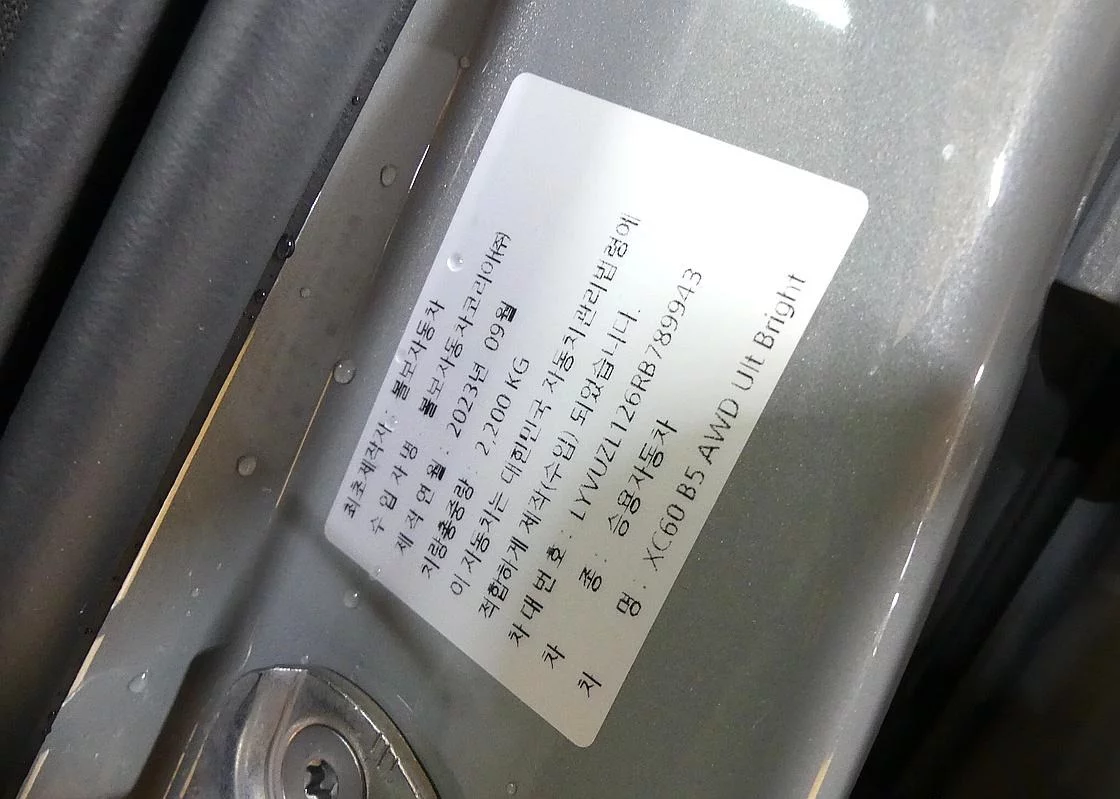 최초제작자 : 볼보자동차
수 입 자 명 볼보자동차코리아㈜
제 작 연 월 : 2023년 09월
차량총중량 : 2,200 KG
이 자동차는 대한민국 자동차관리법령에
적합하게 제작(수입) 되었습니다.
차 대 번 호 : LYVUZL126RB789943
차 종 : 승용자동차
차 명 : XC60 B5 AWD Ult Bright